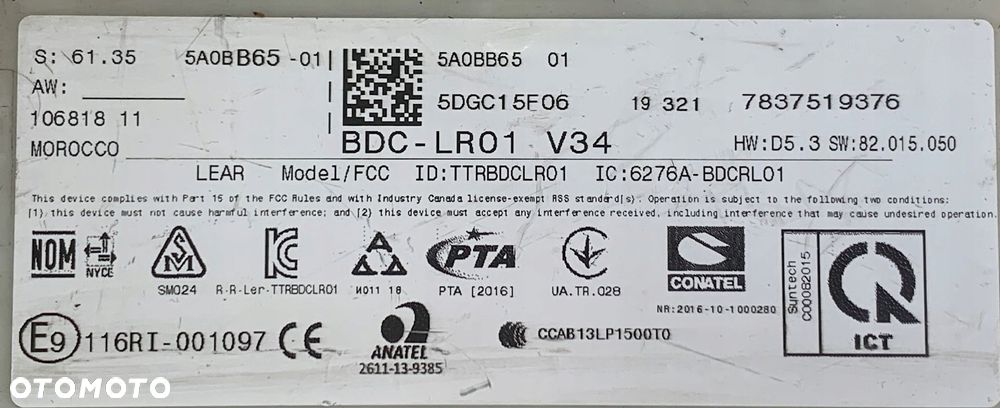 S: 61.35 5A0BB65 -01 5A0BB65 01
AW:
5DGC15F06 19 321 7837519376
106818 11
BDC-LR01 V34 HW:D5.3 SW:82.015.050
MOROCCO
LEAR Model/FCC ID:TTRBDCLR01 IC:6276A-BDCRL01
This device complies with Part 15 of the FCC Rules and with Industry Canada license-exempt RSS standard(s). Operation is subject to the following two conditions:
(1) this device must not cause harmful interference; and (2) this device must accept any interference received, including interference that may cause undesired operation.
NOM NYCE
SM
SM024
R-R-Ler-TTRBDCLR01
PTA
PTA [2016]
UA.TR.028
CONATEL
NR:2016-10-1000280
Suntech
ICT
E9 116RI-001097 CE
ANATEL
2611-13-9385
CCAB13LP1500T0
OTOMOTO